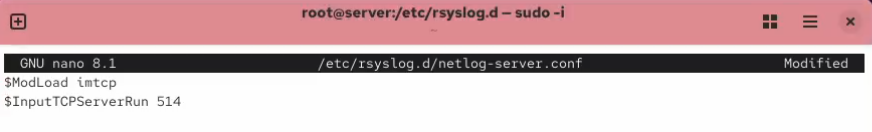 root@server:/etc/rsyslog.d — sudo -i
~
GNU nano 8.1 /etc/rsyslog.d/netlog-server.conf Modified
$ModLoad imtcp
$InputTCPServerRun 514